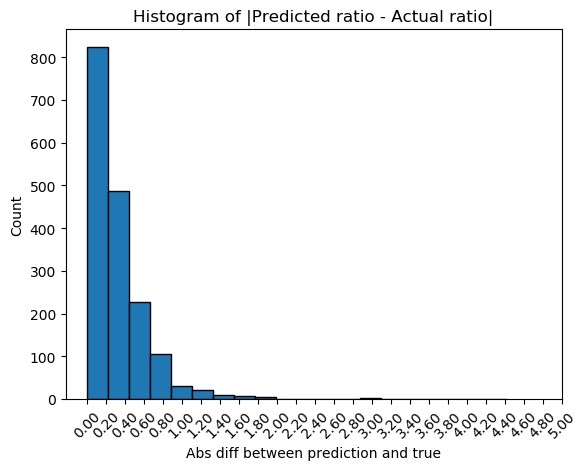 Histogram of |Predicted ratio - Actual ratio|
800
700
600
500
400
300
200
100
0
Count
0.00 0.20 0.40 0.60 0.80 1.00 1.20 1.40 1.60 1.80 2.00 2.20 2.40 2.60 2.80 3.00 3.20 3.40 3.60 3.80 4.00 4.20 4.40 4.60 4.80 5.00
Abs diff between prediction and true